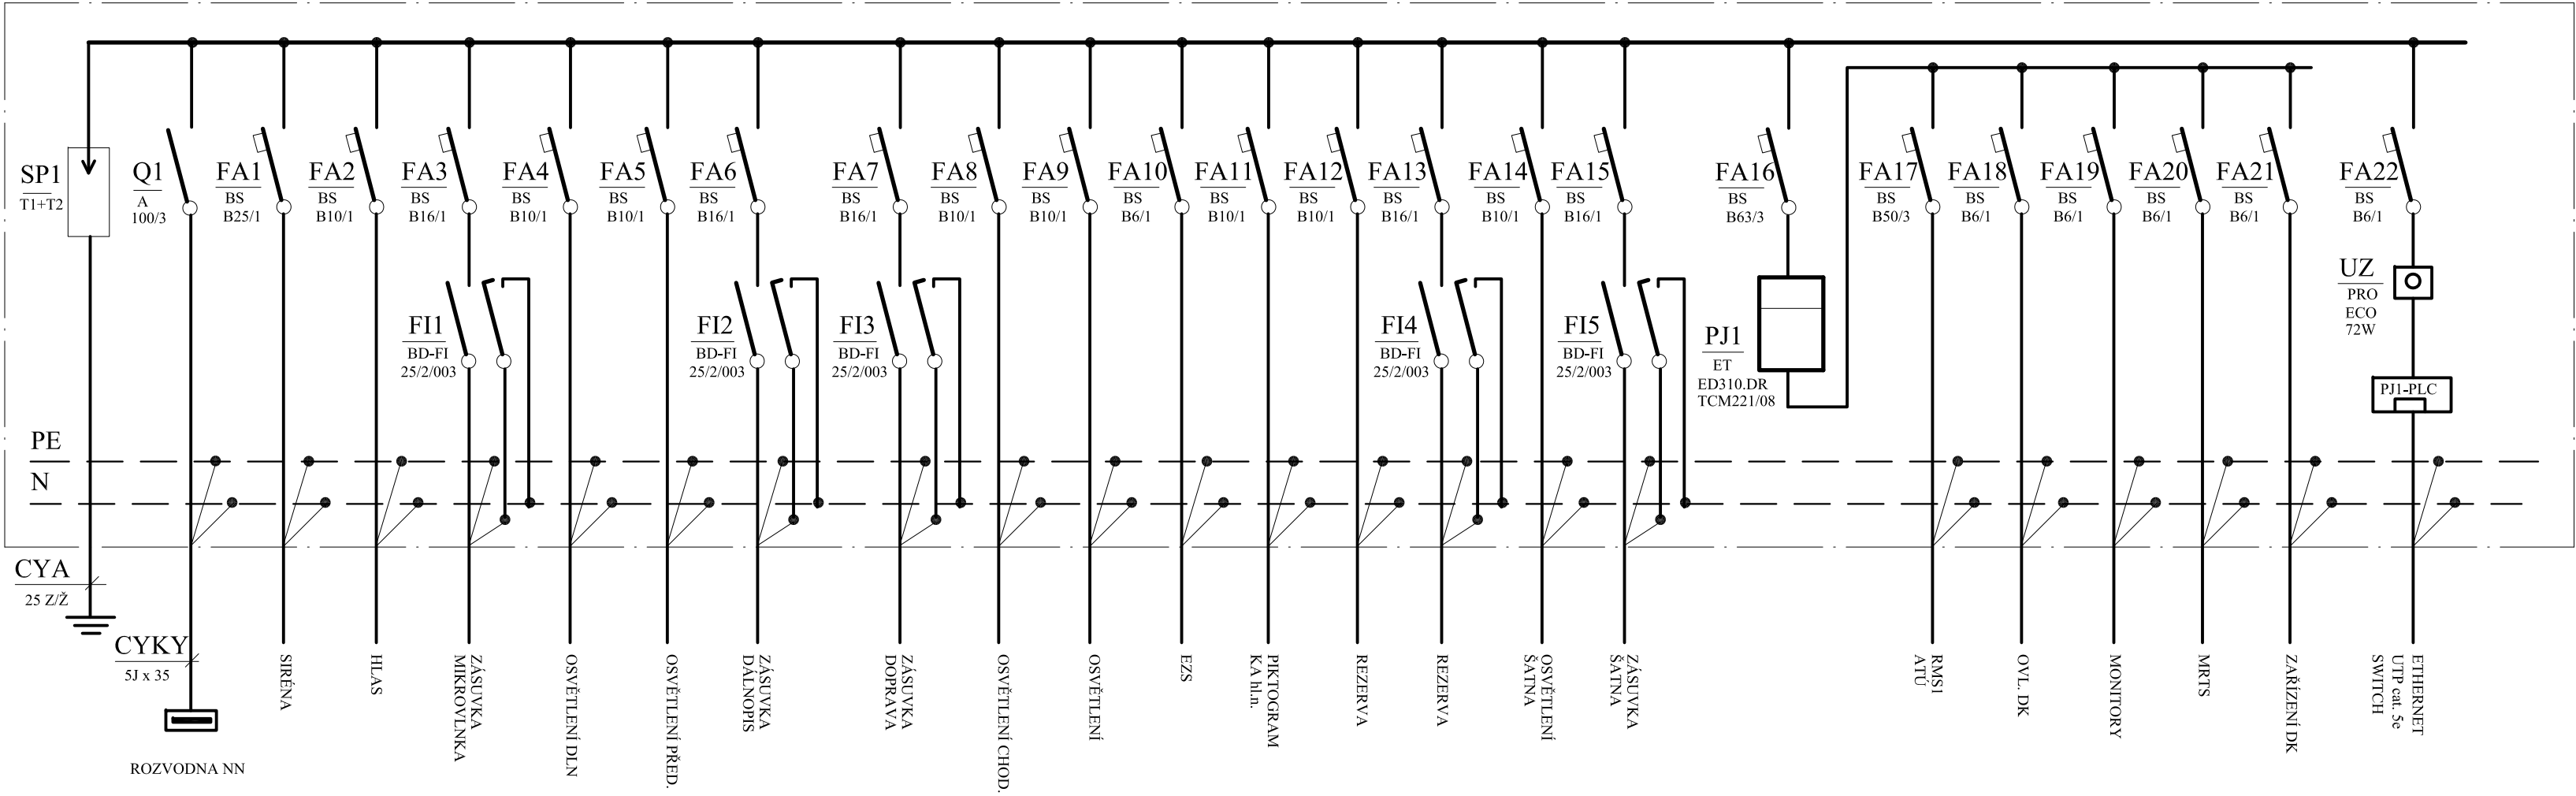 SP1
T1+T2
Q1
A
100/3
FA1
BS
B25/1
FA2
BS
B10/1
FA3
BS
B16/1
FA4
BS
B10/1
FA5
BS
B10/1
FA6
BS
B16/1
FA7
BS
B16/1
FA8
BS
B10/1
FA9
BS
B10/1
FA10
BS
B6/1
FA11
BS
B10/1
FA12
BS
B10/1
FA13
BS
B16/1
FA14
BS
B10/1
FA15
BS
B16/1
FA16
BS
B63/3
FA17
BS
B50/3
FA18
BS
B6/1
FA19
BS
B6/1
FA20
BS
B6/1
FA21
BS
B6/1
FA22
BS
B6/1
FI1
BD-FI
25/2/003
FI2
BD-FI
25/2/003
FI3
BD-FI
25/2/003
FI4
BD-FI
25/2/003
FI5
BD-FI
25/2/003
PJ1
ET
ED310.DR
TCM221/08
UZ
PRO
ECO
72W
PJ1-PLC
PE
N
CYA
25 Z/Ž
CYKY
5J x 35
ROZVODNA NN
SIRÉNA
HLAS
ZÁSUVKA
MIKROVLNKA
OSVĚTLENÍ DLN
OSVĚTLENÍ PŘED.
ZÁSUVKA
DÁLNOPIS
ZÁSUVKA
DOPRAVA
OSVĚTLENÍ CHOD.
OSVĚTLENÍ
EZS
PIKTOGRAM
KA hl.n.
REZERVA
REZERVA
OSVĚTLENÍ
ŠATNA
ZÁSUVKA
ŠATNA
RMS1
ATÚ
OVL. DK
MONITORY
MRTS
ZAŘÍZENÍ DK
ETHERNET
UTP cat. 5e
SWITCH